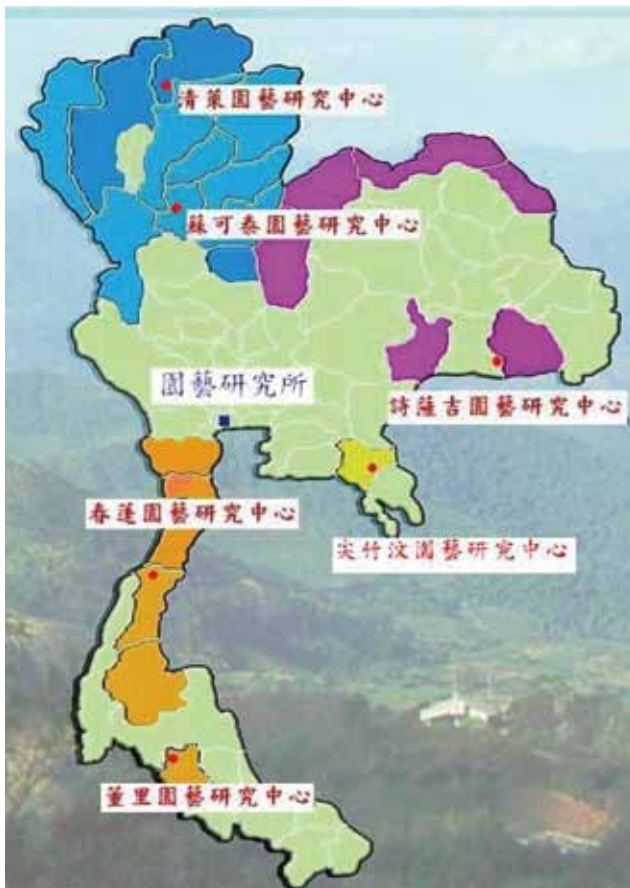 清萊園藝研究中心
蘇可泰園藝研究中心
園藝研究所
詩薩吉園藝研究中心
春蓬園藝研究中心
尖竹汶園藝研究中心
董里園藝研究中心